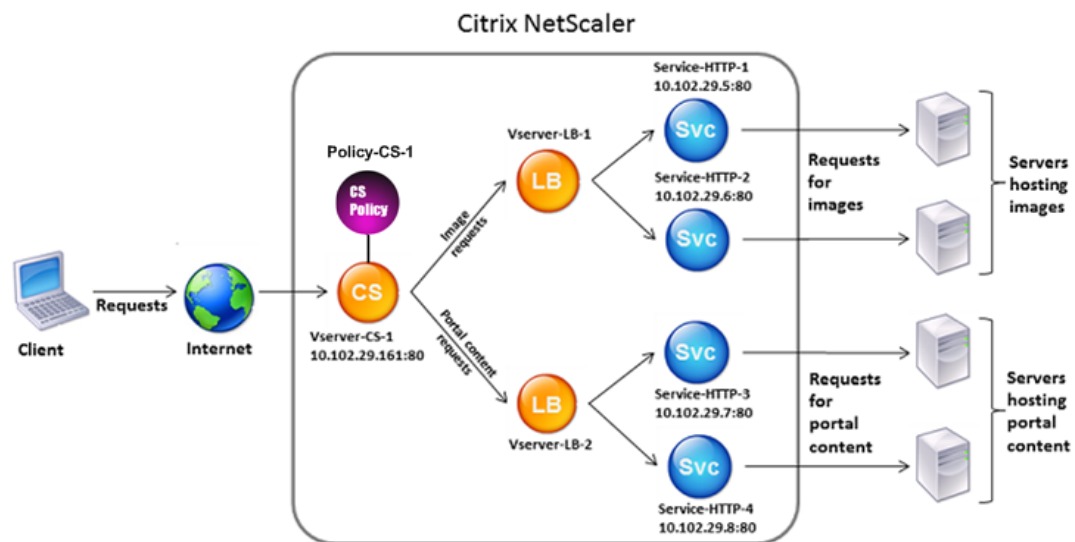 Citrix NetScaler
Service-HTTP-1
10.102.29.5:80
Vserver-LB-1
Svc
Policy-CS-1
CS
Policy
LB
Service-HTTP-2
10.102.29.6:80
Svc
Requests
for
images
Servers
hosting
images
Image
requests
Client
Requests
Internet
CS
Vserver-CS-1
10.102.29.161:80
Portal content
requests
LB
Vserver-LB-2
Svc
Service-HTTP-3
10.102.29.7:80
Svc
Service-HTTP-4
10.102.29.8:80
Requests
for
portal
content
Servers
hosting
portal
content